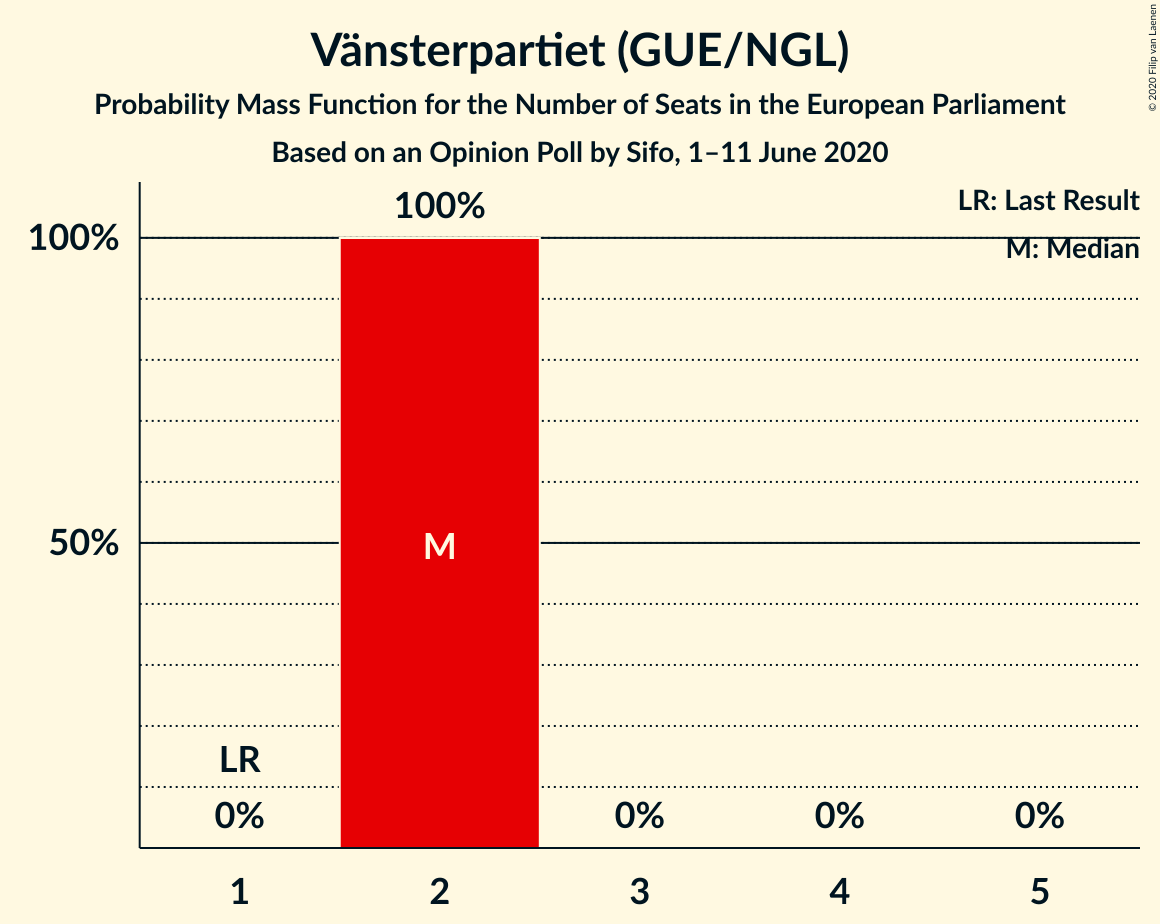 Vänsterpartiet (GUE/NGL)
Probability Mass Function for the Number of Seats in the European Parliament
Based on an Opinion Poll by Sifo, 1–11 June 2020
© 2020 Filip van Laenen
LR: Last Result
M: Median
100%
100%
50%
M
LR
0%
0%
0%
0%
1
2
3
4
5